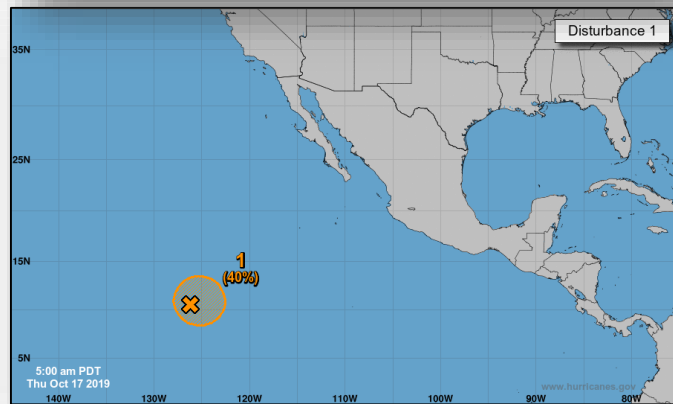 Disturbance 1
35N
25N
15N
5N
1
(40%)
5:00 am PDT
Thu Oct 17 2019
www.hurricanes.gov
140W
130W
120W
110W
100W
90W
80W